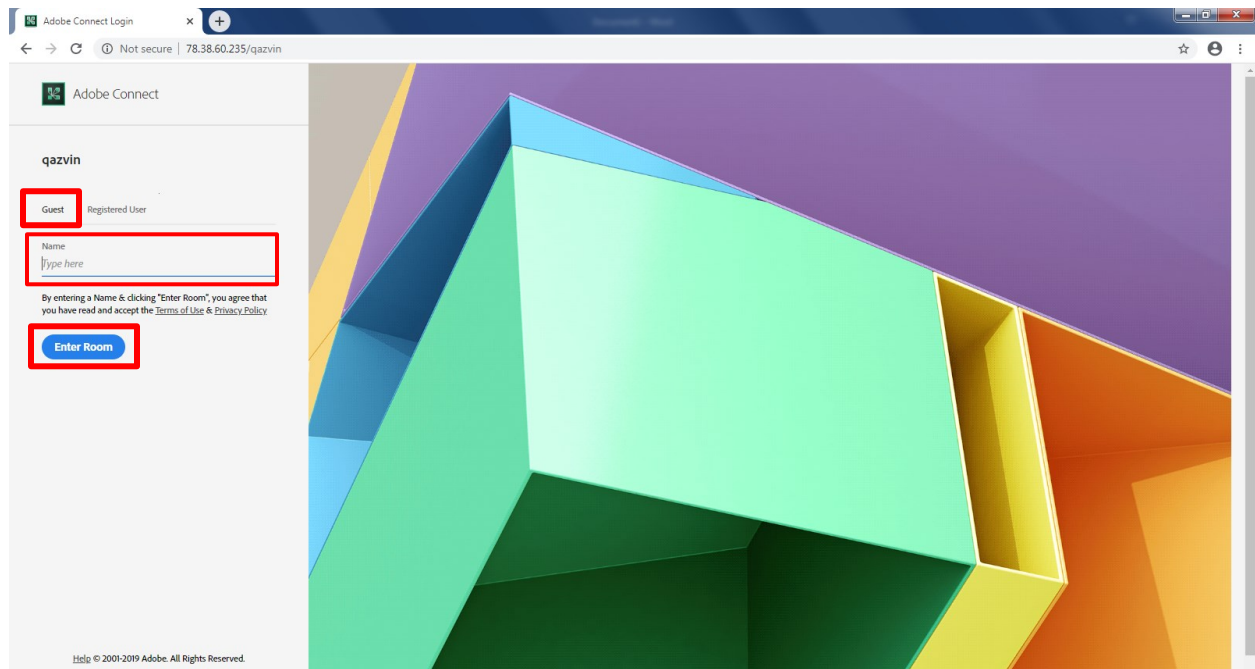 Adobe Connect Login
Not secure | 78.38.60.235/qazvin
Adobe Connect
qazvin
Guest Registered User
Name
Type here
By entering a Name & clicking "Enter Room", you agree that
you have read and accept the Terms of Use & Privacy Policy
Enter Room
Help © 2001-2019 Adobe. All Rights Reserved.